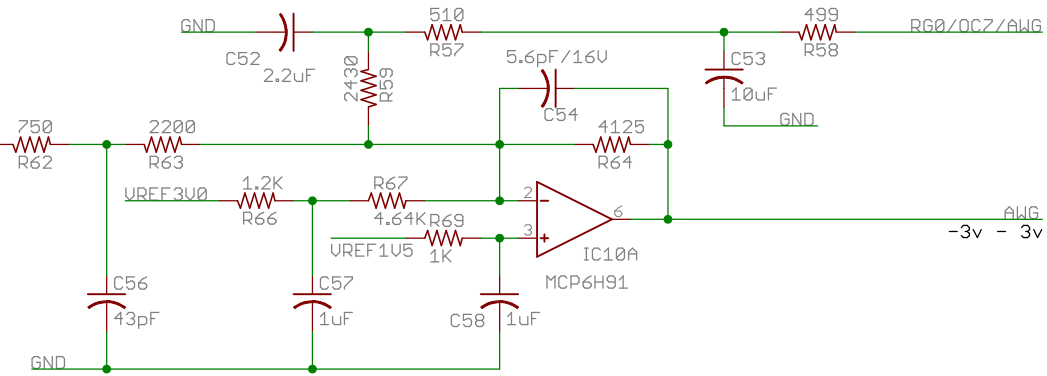 GND
C52
2.2uF
510
R57
499
R58
RG0/OC7/AWG
2430
R59
5.6pF/16V
C54
C53
10uF
GND
750
R62
2200
R63
4125
R64
VREF3V0
1.2K
R66
R67
4.64K
2
R69
1K
VREF1V5
3
6
IC10A
MCP6H91
AWG
-3v - 3v
C56
43pF
C57
1uF
C58
1uF
GND